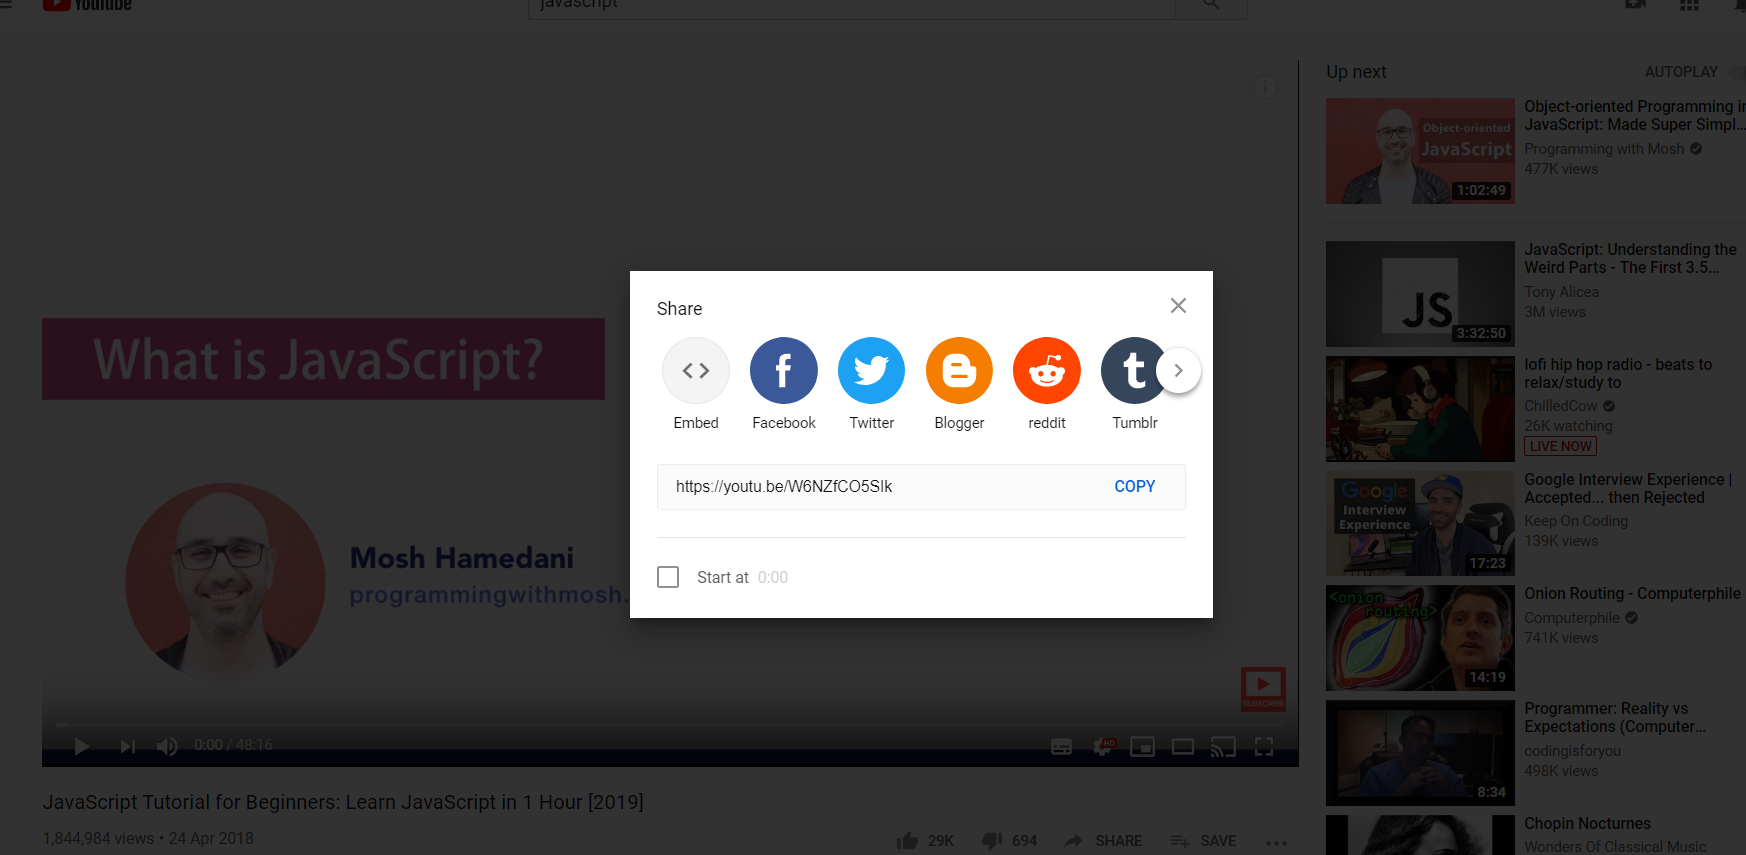 YouTube
javascript
What is JavaScript?
Mosh Hamedani
programmingwithmosh.
SUBSCRIBE
0:00 / 48:16
HD
JavaScript Tutorial for Beginners: Learn JavaScript in 1 Hour [2019]
1,844,984 views • 24 Apr 2018
29K
694
SHARE
SAVE
Share
Embed
Facebook
Twitter
Blogger
reddit
Tumblr
https://youtu.be/W6NZfCO5SIk
COPY
Start at 0:00
Up next
AUTOPLAY
Object-oriented
JavaScript
1:02:49
Object-oriented Programming in
JavaScript: Made Super Simpl...
Programming with Mosh
477K views
JS
3:32:50
JavaScript: Understanding the
Weird Parts - The First 3.5...
Tony Alicea
3M views
lofi hip hop radio - beats to
relax/study to
ChilledCow
26K watching
LIVE NOW
Google
Interview
Experience
17:23
Google Interview Experience |
Accepted... then Rejected
Keep On Coding
139K views
<onion
routing>
14:19
Onion Routing - Computerphile
Computerphile
741K views
8:34
Programmer: Reality vs
Expectations (Computer...
codingisforyou
498K views
Chopin Nocturnes
Wonders Of Classical Music